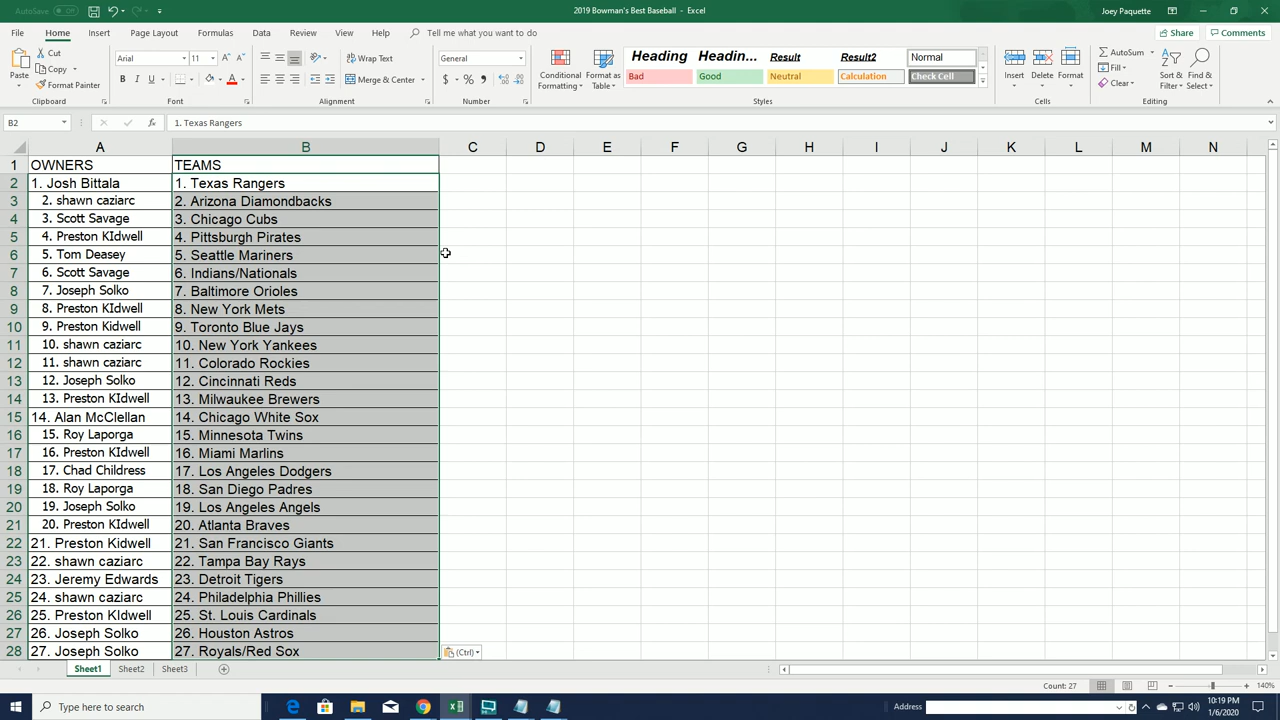 AutoSave Off
2019 Bowman's Best Baseball - Excel
Joey Paquette
File Home Insert Page Layout Formulas Data Review View Help Tell me what you want to do
Share Comments
Paste
Cut
Copy
Format Painter
Clipboard
Arial 11
B I U
Font
Wrap Text
Merge & Center
Alignment
General
$ % ,
Number
Conditional Formatting
Format as Table
Heading Headin... Result Result2 Normal
Bad Good Neutral Calculation Check Cell
Styles
Insert Delete Format
Cells
AutoSum
Fill
Clear
Sort & Filter
Find & Select
Editing
B2
1. Texas Rangers
A B C D E F G H I J K L M N
1 OWNERS TEAMS
2 1. Josh Bittala 1. Texas Rangers
3 2. shawn caziarc 2. Arizona Diamondbacks
4 3. Scott Savage 3. Chicago Cubs
5 4. Preston KIdwell 4. Pittsburgh Pirates
6 5. Tom Deasey 5. Seattle Mariners
7 6. Scott Savage 6. Indians/Nationals
8 7. Joseph Solko 7. Baltimore Orioles
9 8. Preston KIdwell 8. New York Mets
10 9. Preston Kidwell 9. Toronto Blue Jays
11 10. shawn caziarc 10. New York Yankees
12 11. shawn caziarc 11. Colorado Rockies
13 12. Joseph Solko 12. Cincinnati Reds
14 13. Preston KIdwell 13. Milwaukee Brewers
15 14. Alan McClellan 14. Chicago White Sox
16 15. Roy Laporga 15. Minnesota Twins
17 16. Preston KIdwell 16. Miami Marlins
18 17. Chad Childress 17. Los Angeles Dodgers
19 18. Roy Laporga 18. San Diego Padres
20 19. Joseph Solko 19. Los Angeles Angels
21 20. Preston KIdwell 20. Atlanta Braves
22 21. Preston Kidwell 21. San Francisco Giants
23 22. shawn caziarc 22. Tampa Bay Rays
24 23. Jeremy Edwards 23. Detroit Tigers
25 24. shawn caziarc 24. Philadelphia Phillies
26 25. Preston KIdwell 25. St. Louis Cardinals
27 26. Joseph Solko 26. Houston Astros
28 27. Joseph Solko 27. Royals/Red Sox
(Ctrl)
Sheet1 Sheet2 Sheet3
Count: 27
140%
Type here to search
Address
10:19 PM
1/6/2020